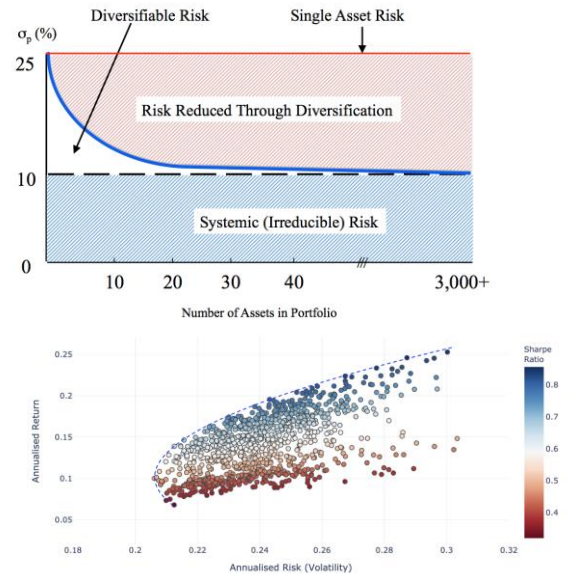 Diversifiable Risk
Single Asset Risk
σp (%)
25
Risk Reduced Through Diversification
10
Systemic (Irreducible) Risk
0
10 20 30 40 3,000+
Number of Assets in Portfolio
Sharpe
Ratio
0.25
0.2
0.15
0.1
0.05
Annualised Return
0.8
0.7
0.6
0.5
0.4
0.18 0.2 0.22 0.24 0.26 0.28 0.3 0.32
Annualised Risk (Volatility)